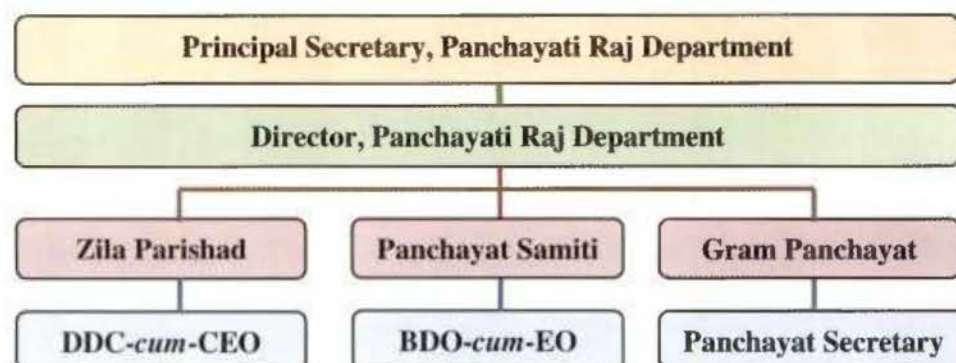 Principal Secretary, Panchayati Raj Department
Director, Panchayati Raj Department
Zila Parishad
Panchayat Samiti
Gram Panchayat
DDC-cum-CEO
BDO-cum-EO
Panchayat Secretary